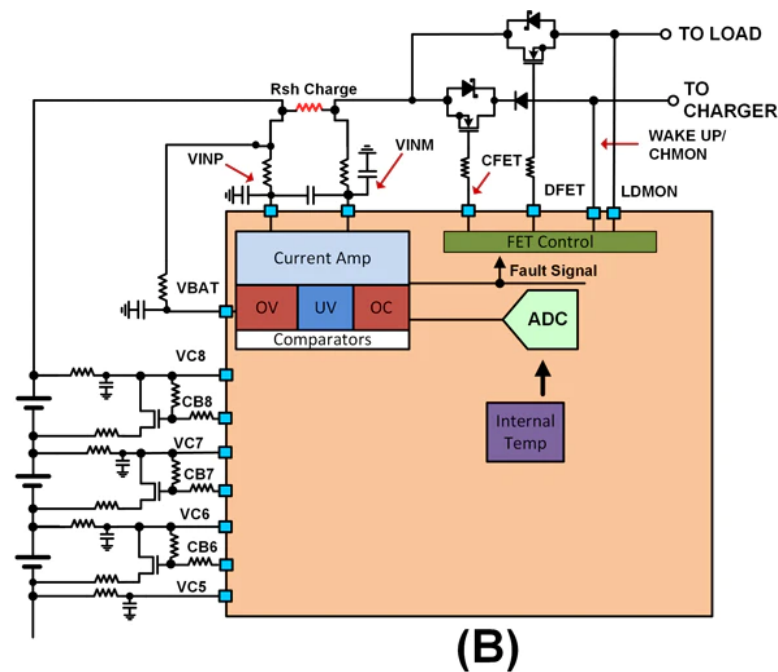 TO LOAD
Rsh Charge
TO
CHARGER
VINP
VINM
CFET
WAKE UP/
CHMON
DFET
LDMON
Current Amp
FET Control
Fault Signal
VBAT
OV
UV
OC
ADC
Comparators
VC8
CB8
Internal
Temp
VC7
CB7
VC6
CB6
VC5
(B)